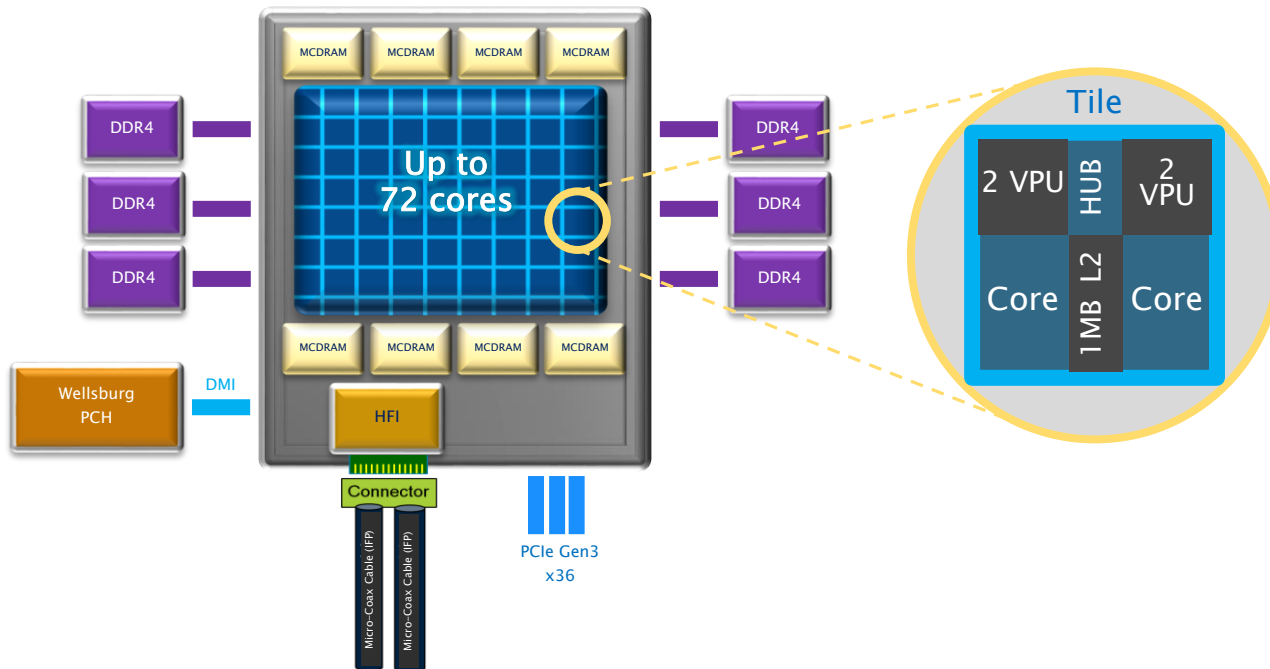 MCDRAM
MCDRAM
MCDRAM
MCDRAM
DDR4
DDR4
DDR4
Up to
72 cores
DDR4
DDR4
DDR4
MCDRAM
MCDRAM
MCDRAM
MCDRAM
Wellsburg
PCH
DMI
HFI
Connector
Micro-Coax Cable (IFP)
Micro-Coax Cable (IFP)
PCIe Gen3
x36
Tile
2 VPU
HUB
2
VPU
Core
1MB L2
Core